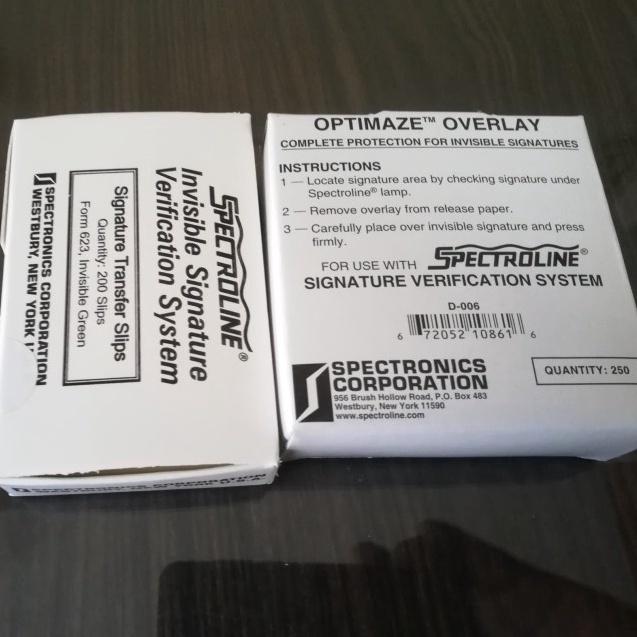 SPECTROLINE®
Invisible Signature
Verification System
Signature Transfer Slips
Quantity: 200 Slips
Form 623, Invisible Green
SPECTRONICS CORPORATION
WESTBURY, NEW YORK
SPECTRONICS CORPORATION
OPTIMAZE™ OVERLAY
COMPLETE PROTECTION FOR INVISIBLE SIGNATURES
INSTRUCTIONS
1 — Locate signature area by checking signature under
Spectroline® lamp.
2 — Remove overlay from release paper.
3 — Carefully place over invisible signature and press
firmly.
FOR USE WITH SPECTROLINE®
SIGNATURE VERIFICATION SYSTEM
D-006
6 72052 10861 6
SPECTRONICS
CORPORATION
956 Brush Hollow Road, P.O. Box 483
Westbury, New York 11590
www.spectroline.com
QUANTITY: 250